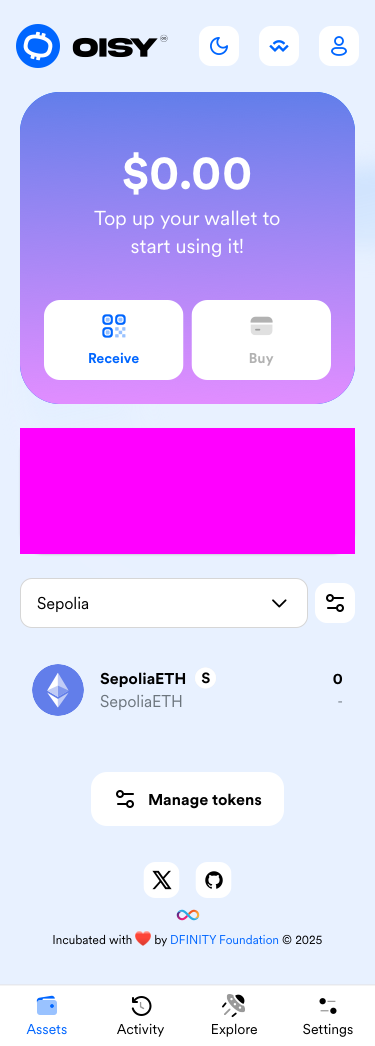 OISY
$0.00
Top up your wallet to
start using it!
Receive
Buy
Sepolia
SepoliaETH S
0
SepoliaETH
-
Manage tokens
Incubated with ❤️ by DFINITY Foundation © 2025
Assets
Activity
Explore
Settings